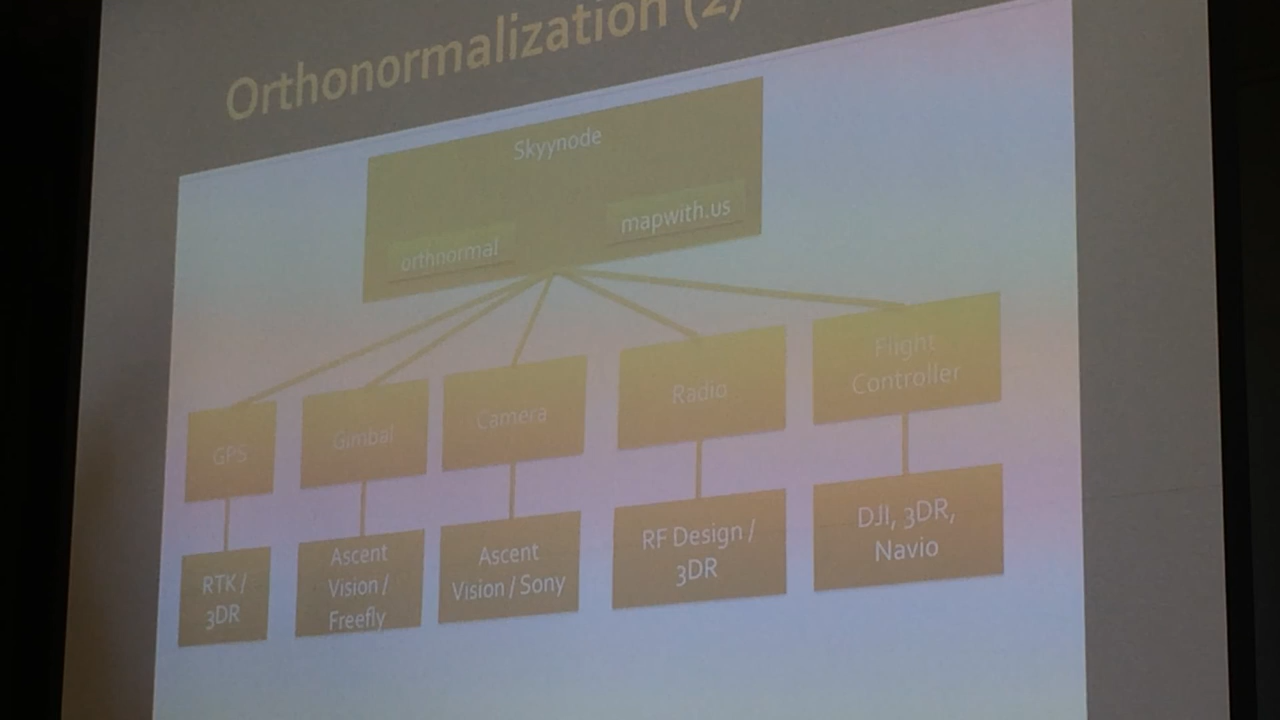 Orthonormalization (2)
Skyynode
orthnormal
mapwith.us
GPS
Gimbal
Camera
Radio
Flight
Controller
RTK /
3DR
Ascent
Vision /
Freefly
Ascent
Vision / Sony
RF Design /
3DR
DJI, 3DR,
Navio